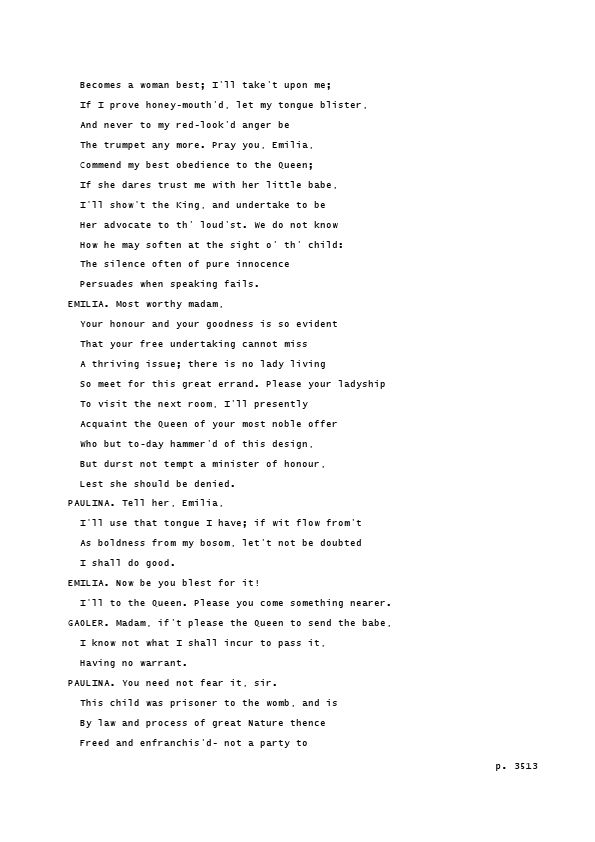 Becomes a woman best; I'll take't upon me;
If I prove honey-mouth'd, let my tongue blister,
And never to my red-look'd anger be
The trumpet any more. Pray you, Emilia,
Commend my best obedience to the Queen;
If she dares trust me with her little babe,
I'll show't the King, and undertake to be
Her advocate to th' loud'st. We do not know
How he may soften at the sight o' th' child:
The silence often of pure innocence
Persuades when speaking fails.
EMILIA. Most worthy madam,
Your honour and your goodness is so evident
That your free undertaking cannot miss
A thriving issue; there is no lady living
So meet for this great errand. Please your ladyship
To visit the next room, I'll presently
Acquaint the Queen of your most noble offer
Who but to-day hammer'd of this design,
But durst not tempt a minister of honour,
Lest she should be denied.
PAULINA. Tell her, Emilia,
I'll use that tongue I have; if wit flow from't
As boldness from my bosom, let't not be doubted
I shall do good.
EMILIA. Now be you blest for it!
I'll to the Queen. Please you come something nearer.
GAOLER. Madam, if't please the Queen to send the babe,
I know not what I shall incur to pass it,
Having no warrant.
PAULINA. You need not fear it, sir.
This child was prisoner to the womb, and is
By law and process of great Nature thence
Freed and enfranchis'd- not a party to
p. 3513